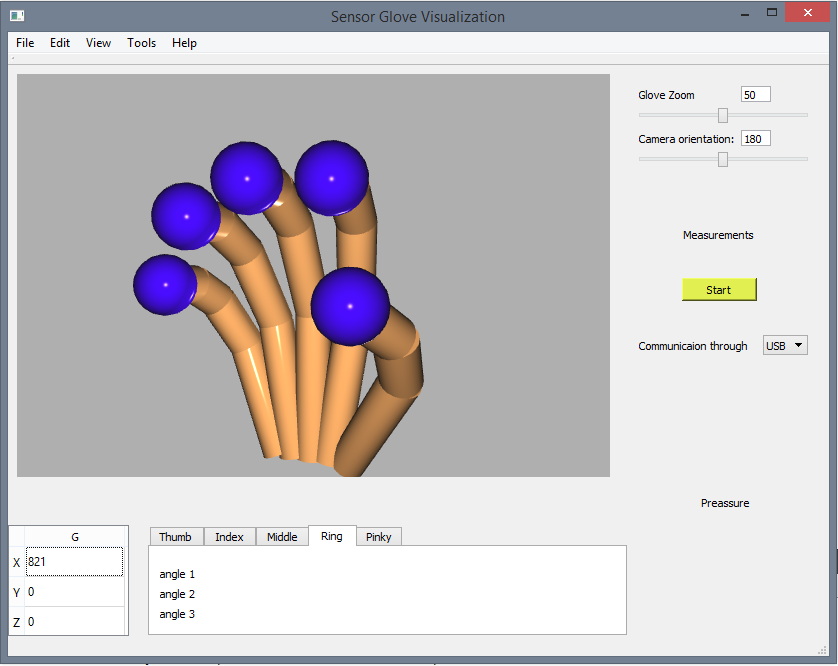 Sensor Glove Visualization
File Edit View Tools Help
Glove Zoom 50
Camera orientation: 180
Measurements
Start
Communicaion through USB
Preassure
G
X 821
Y 0
Z 0
Thumb Index Middle Ring Pinky
angle 1
angle 2
angle 3